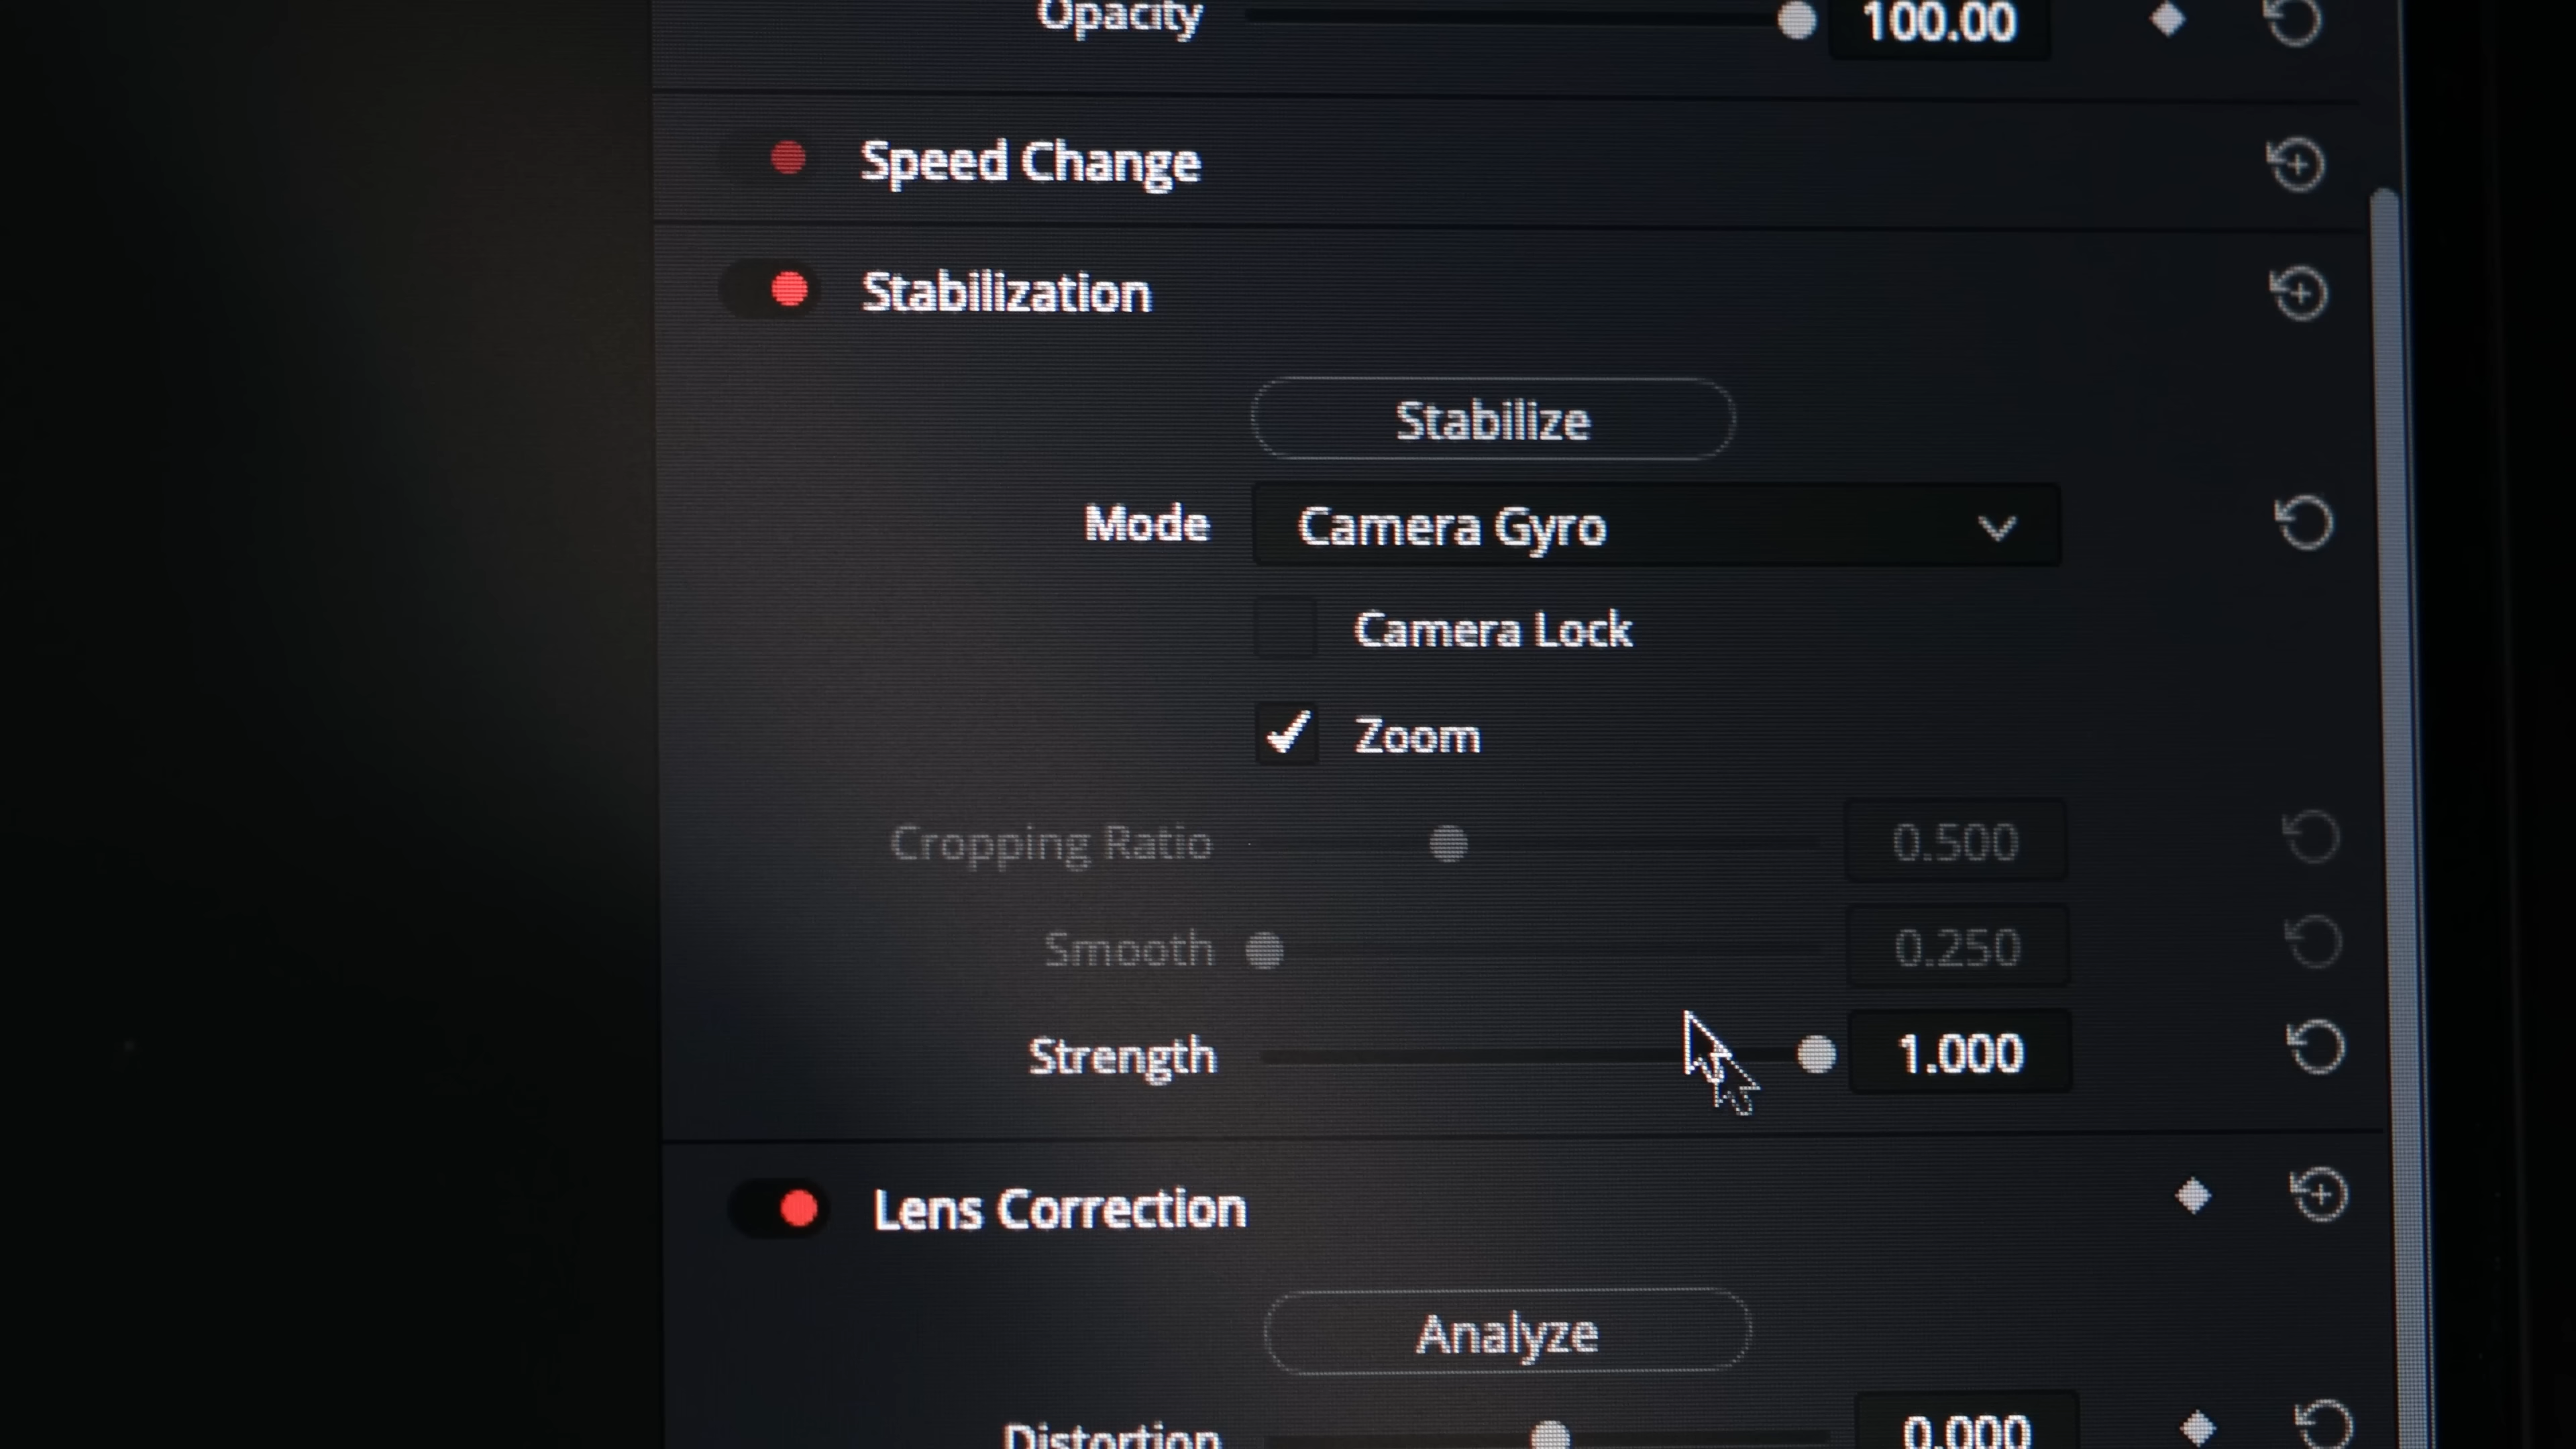 Opacity 100.00
Speed Change
Stabilization
Stabilize
Mode Camera Gyro
Camera Lock
Zoom
Cropping Ratio 0.500
Smooth 0.250
Strength 1.000
Lens Correction
Analyze
Distortion 0.000